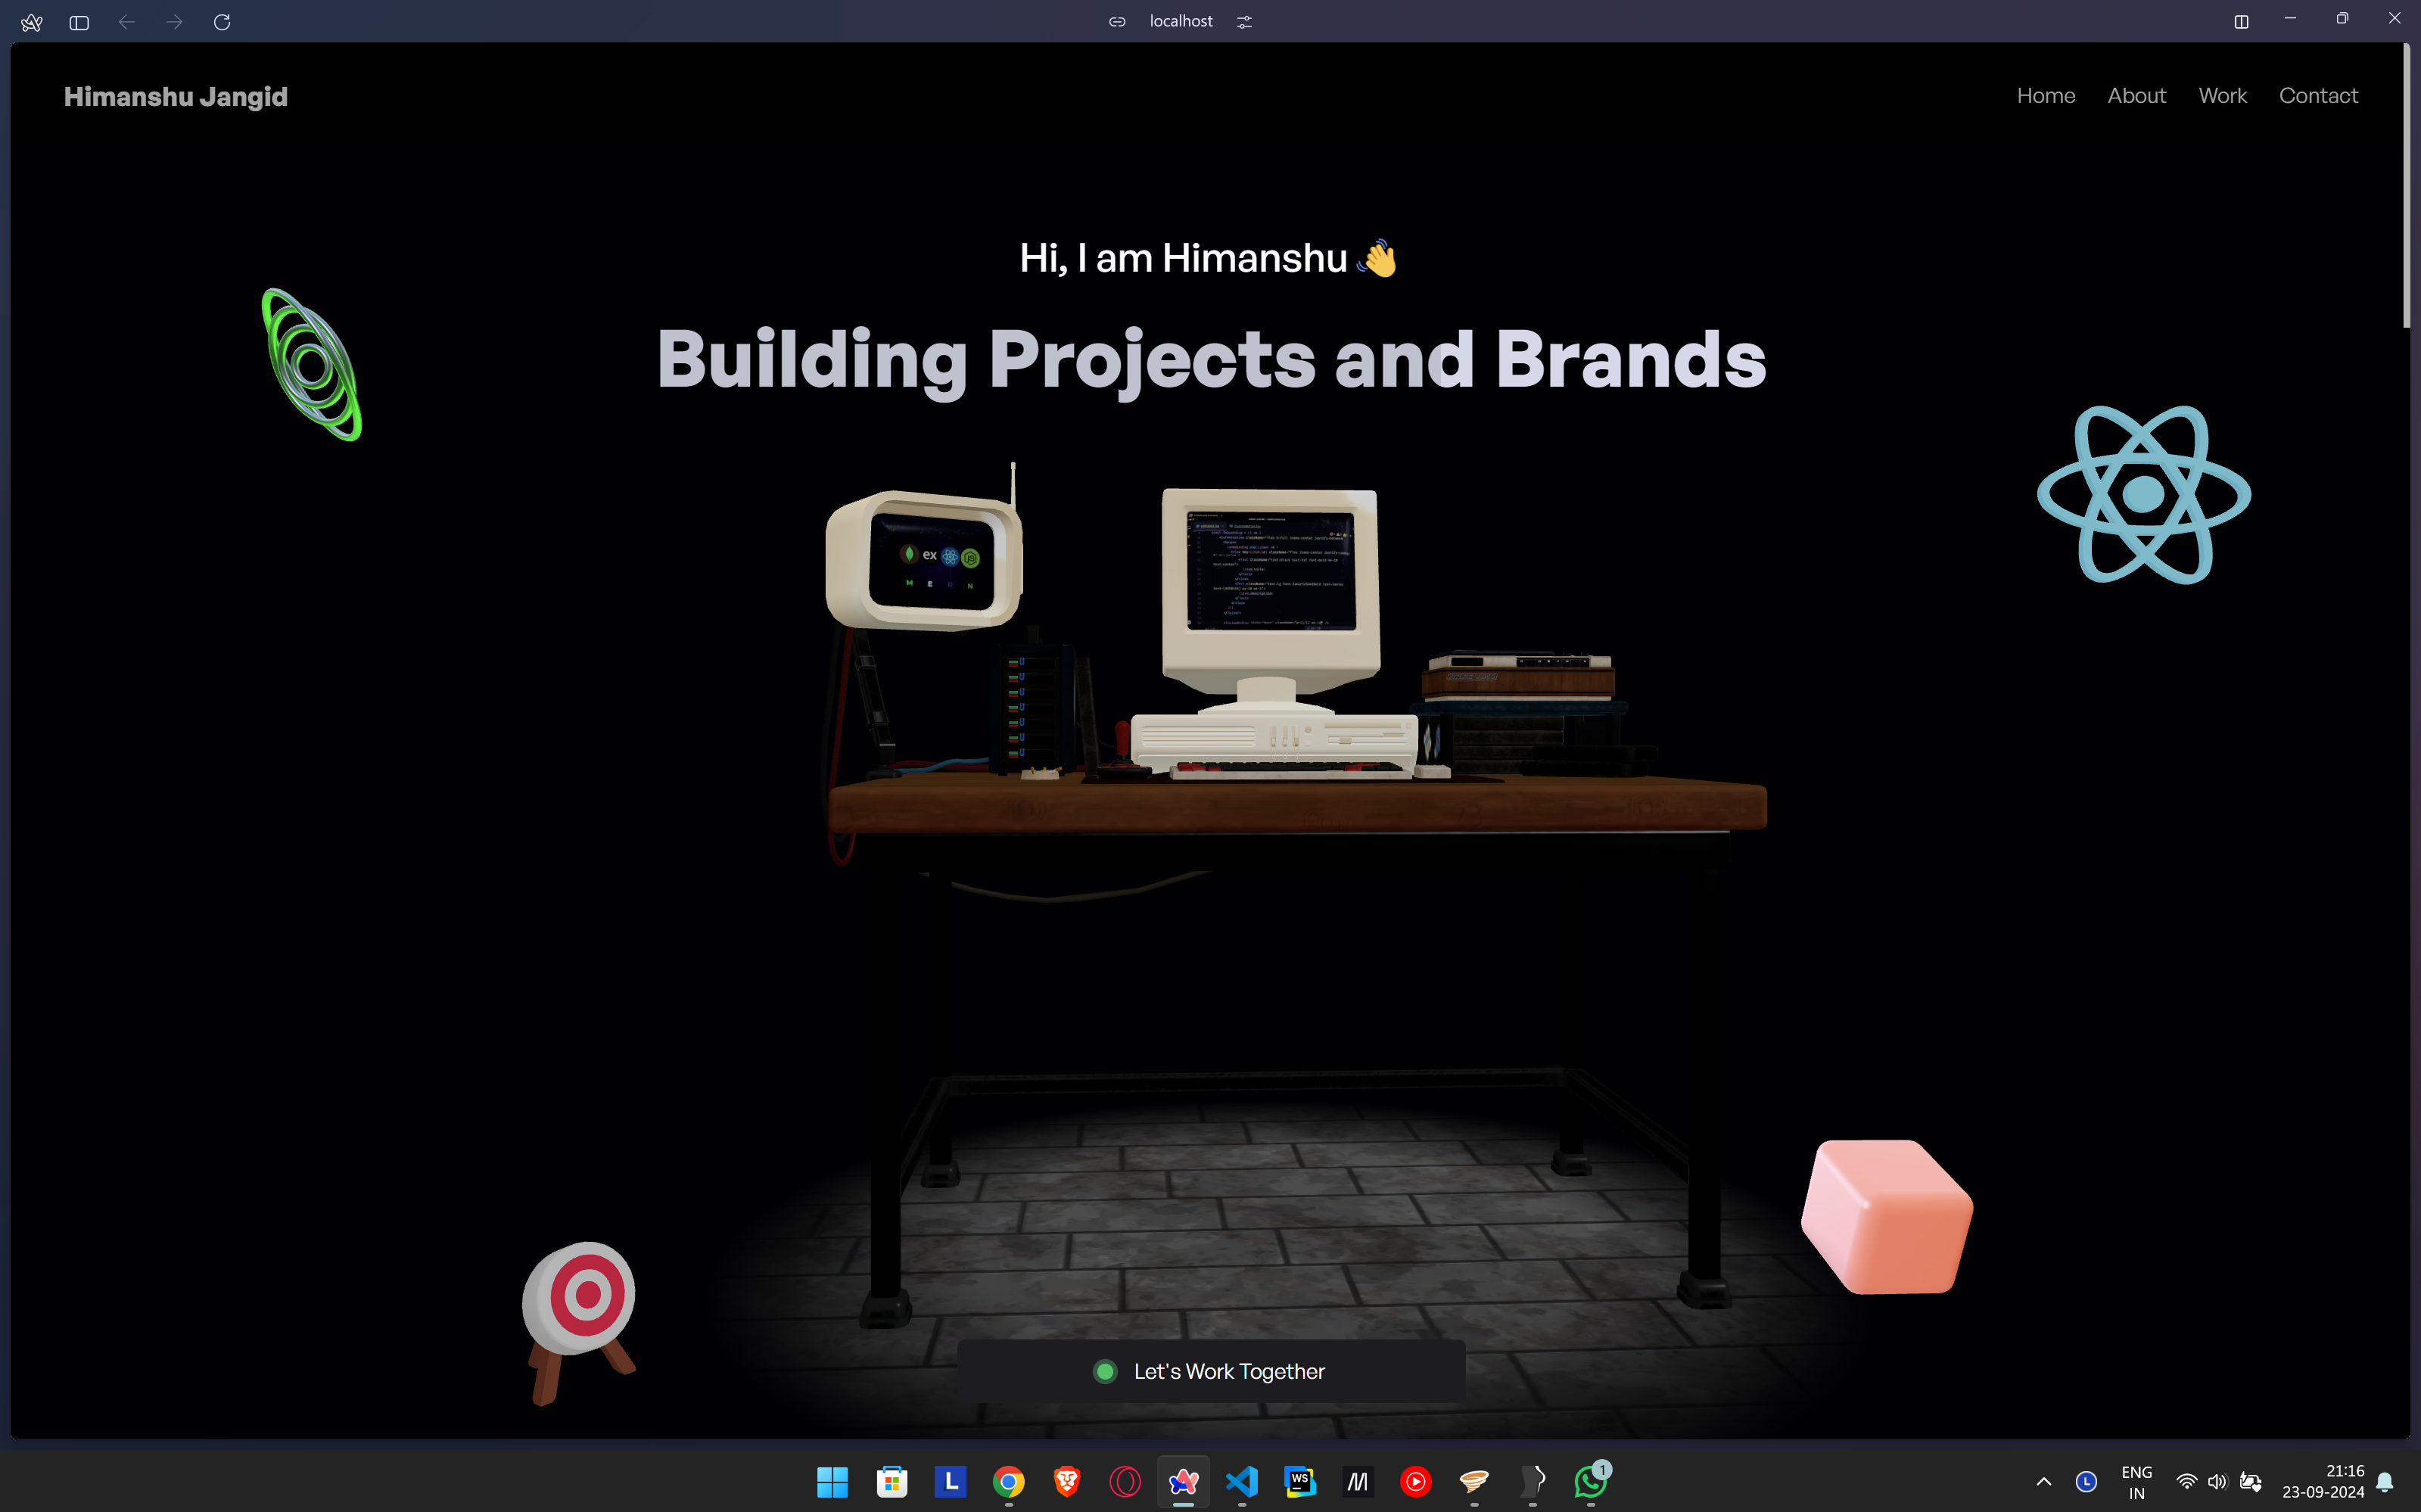 localhost
Himanshu Jangid
Home About Work Contact
Hi, I am Himanshu 👋
Building Projects and Brands
ex
M E R N
Let's Work Together
L
WS
1
L
ENG
IN
21:16
23-09-2024